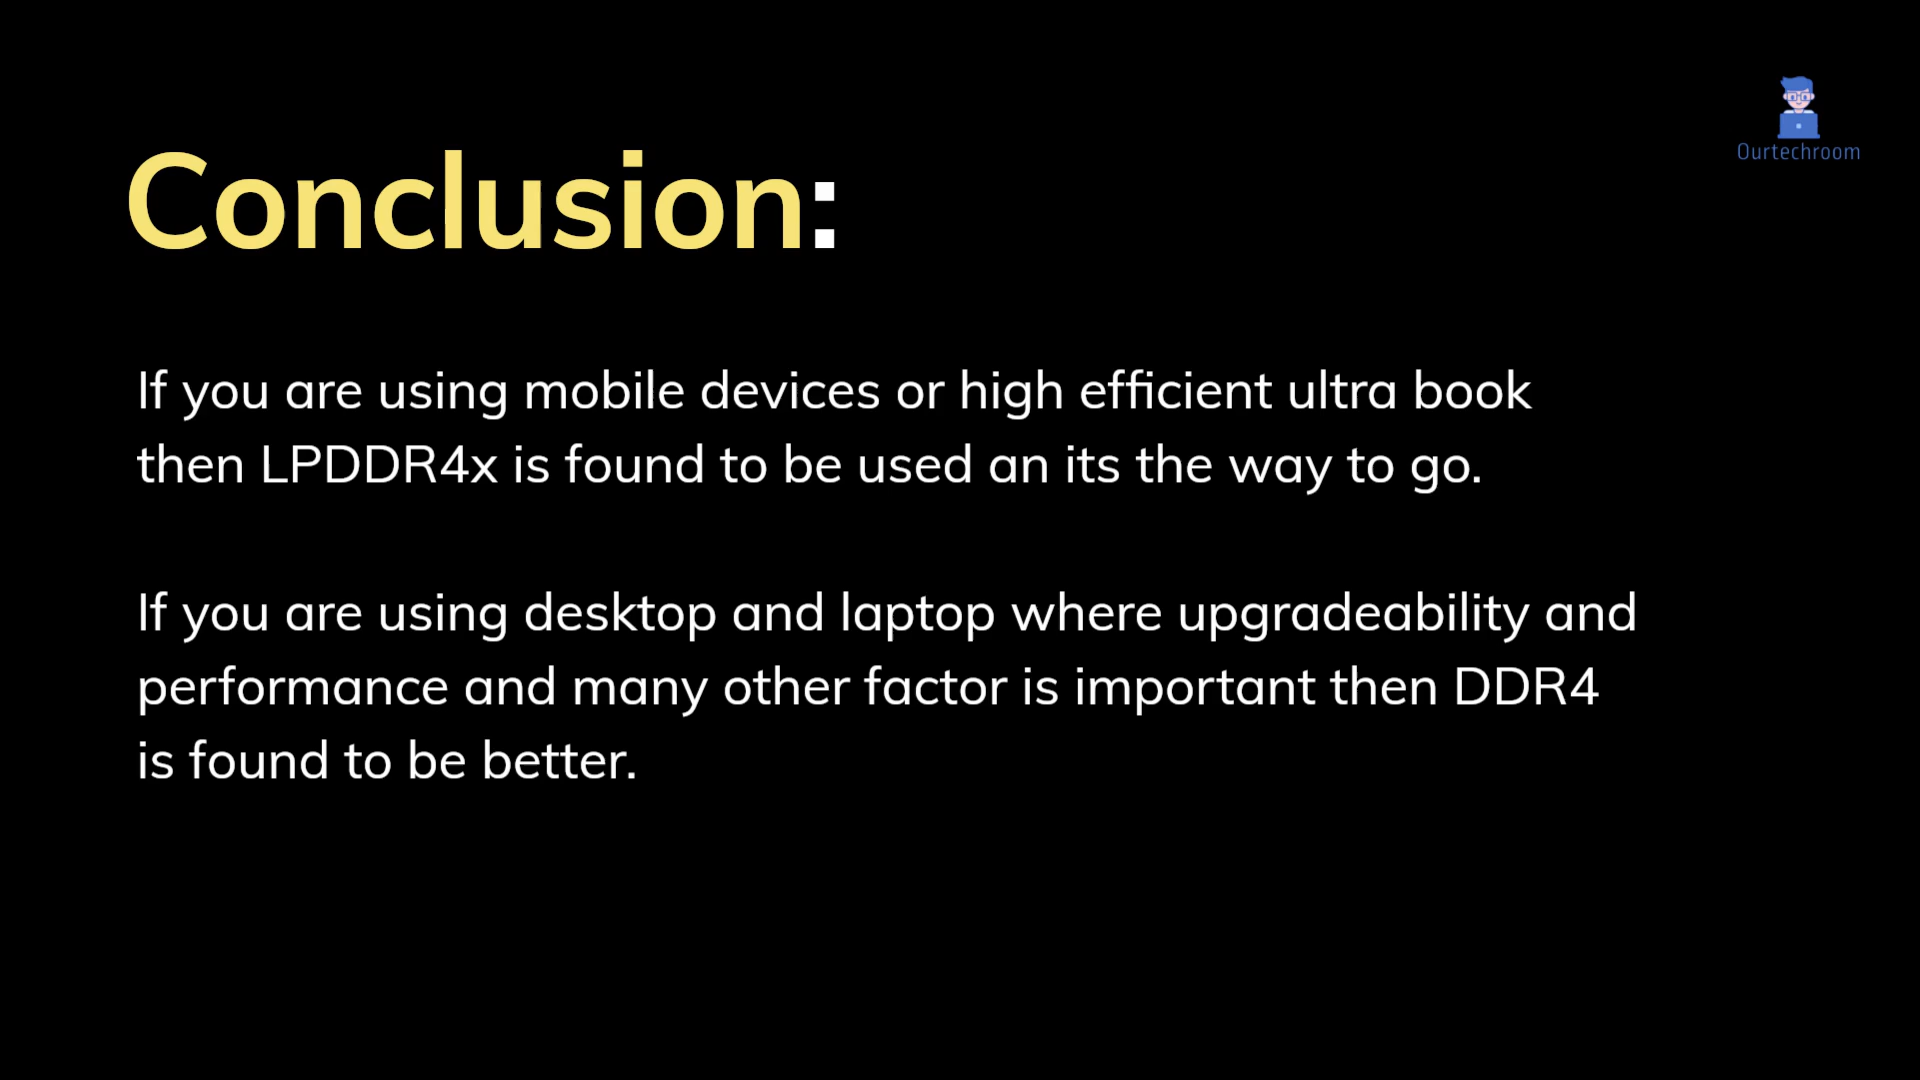 Ourtechroom
Conclusion:
If you are using mobile devices or high efficient ultra book
then LPDDR4x is found to be used an its the way to go.
If you are using desktop and laptop where upgradeability and
performance and many other factor is important then DDR4
is found to be better.